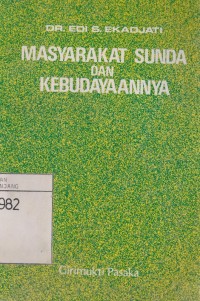 DR. EDI S. EKADJATI
MASYARAKAT SUNDA
DAN
KEBUDAYAANNYA
982
Girimukti Pasaka